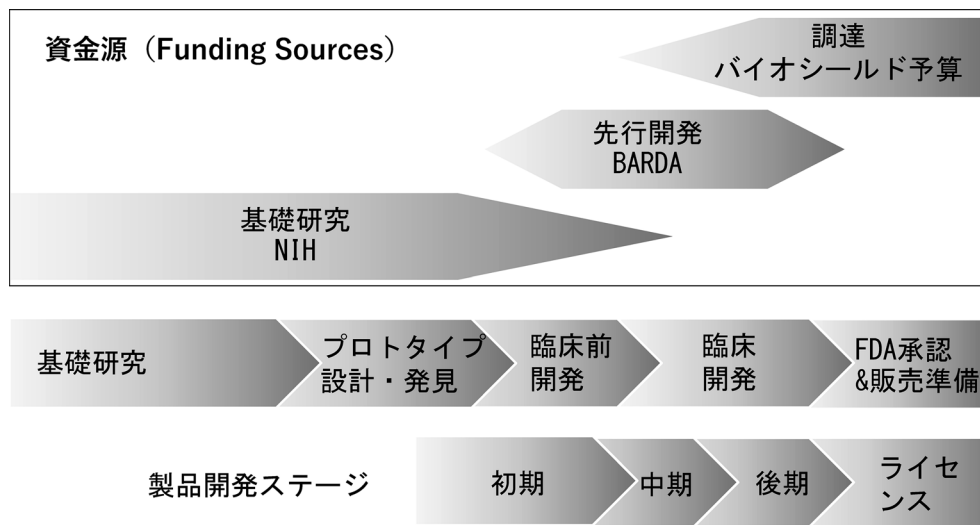 資金源（Funding Sources）
調達
バイオシールド予算
先行開発
BARDA
基礎研究
NIH
基礎研究
プロトタイプ
設計・発見
臨床前
開発
臨床
開発
FDA承認
&販売準備
製品開発ステージ
初期
中期
後期
ライセ
ンス